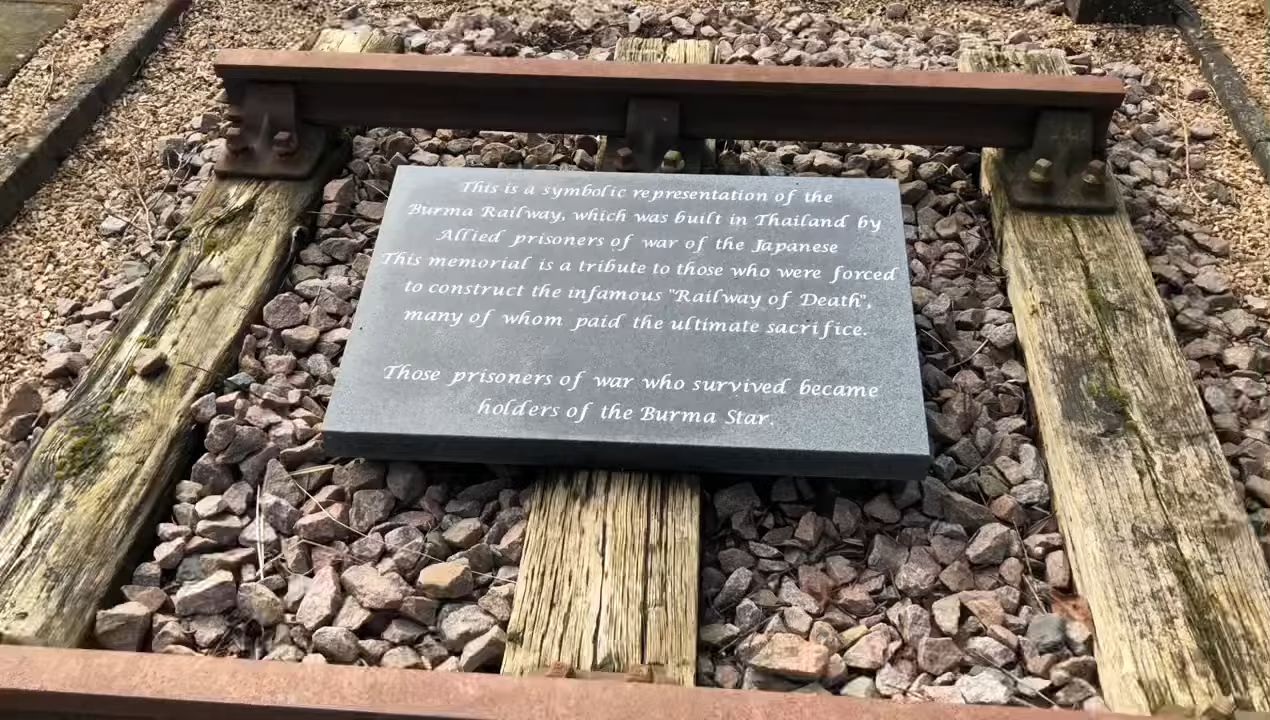 This is a symbolic representation of the
Burma Railway, which was built in Thailand by
Allied prisoners of war of the Japanese
This memorial is a tribute to those who were forced
to construct the infamous "Railway of Death",
many of whom paid the ultimate sacrifice.
Those prisoners of war who survived became
holders of the Burma Star.